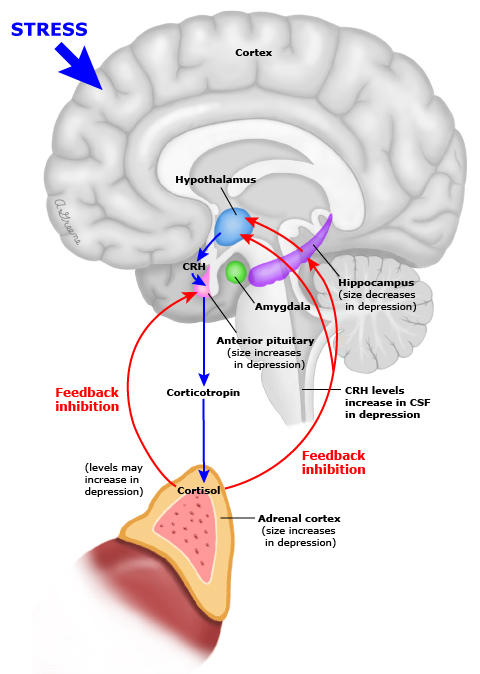 STRESS
Cortex
Hypothalamus
A. Greene
CRH
Hippocampus
(size decreases
in depression)
Amygdala
Anterior pituitary
(size increases
in depression)
Feedback
inhibition
Corticotropin
CRH levels
increase in CSF
in depression
Feedback
inhibition
(levels may
increase in
depression)
Cortisol
Adrenal cortex
(size increases
in depression)